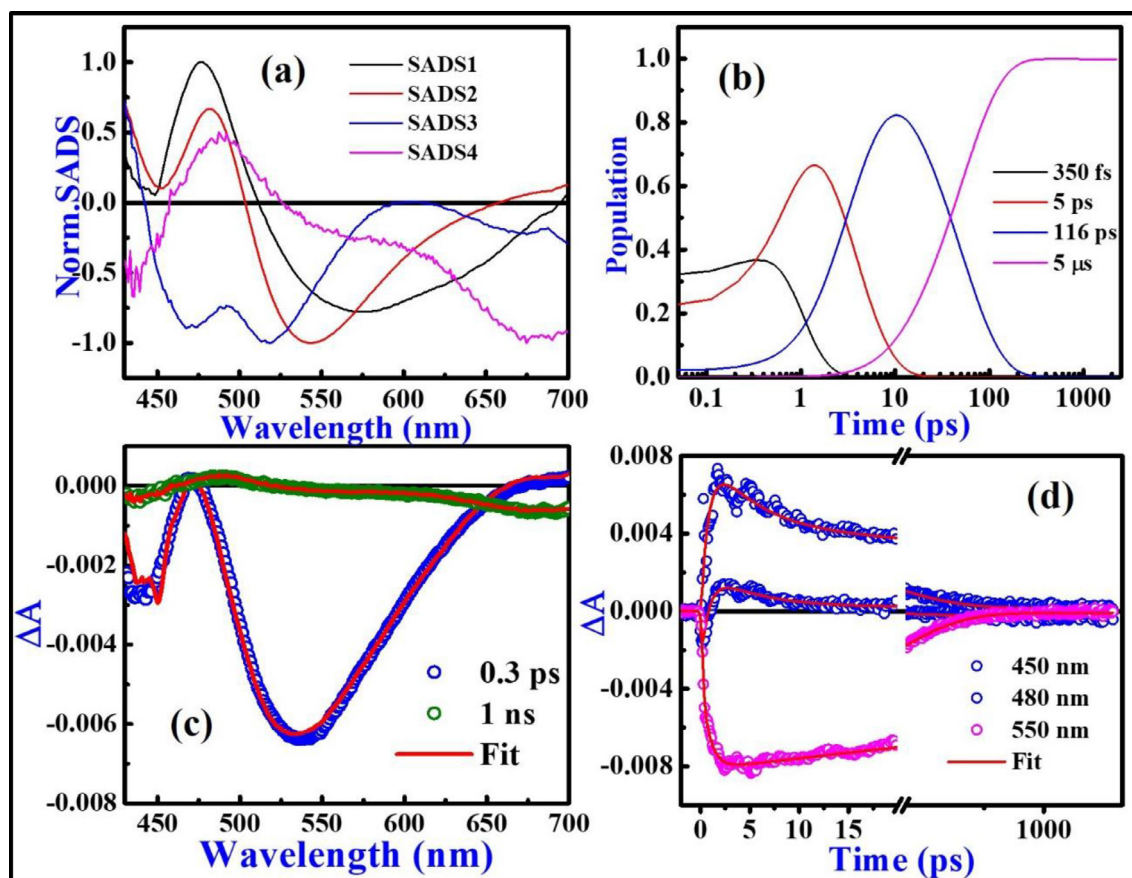 (a)
SADS1
SADS2
SADS3
SADS4
Norm.SADS
1.0
0.5
0.0
-0.5
-1.0
450 500 550 600 650 700
Wavelength (nm)
(b)
350 fs
5 ps
116 ps
5 μs
Population
1.0
0.8
0.6
0.4
0.2
0.0
0.1 1 10 100 1000
Time (ps)
(c)
0.3 ps
1 ns
Fit
ΔA
0.000
-0.002
-0.004
-0.006
-0.008
450 500 550 600 650 700
Wavelength (nm)
(d)
450 nm
480 nm
550 nm
Fit
ΔA
0.008
0.004
0.000
-0.004
-0.008
0 5 10 15 1000
Time (ps)